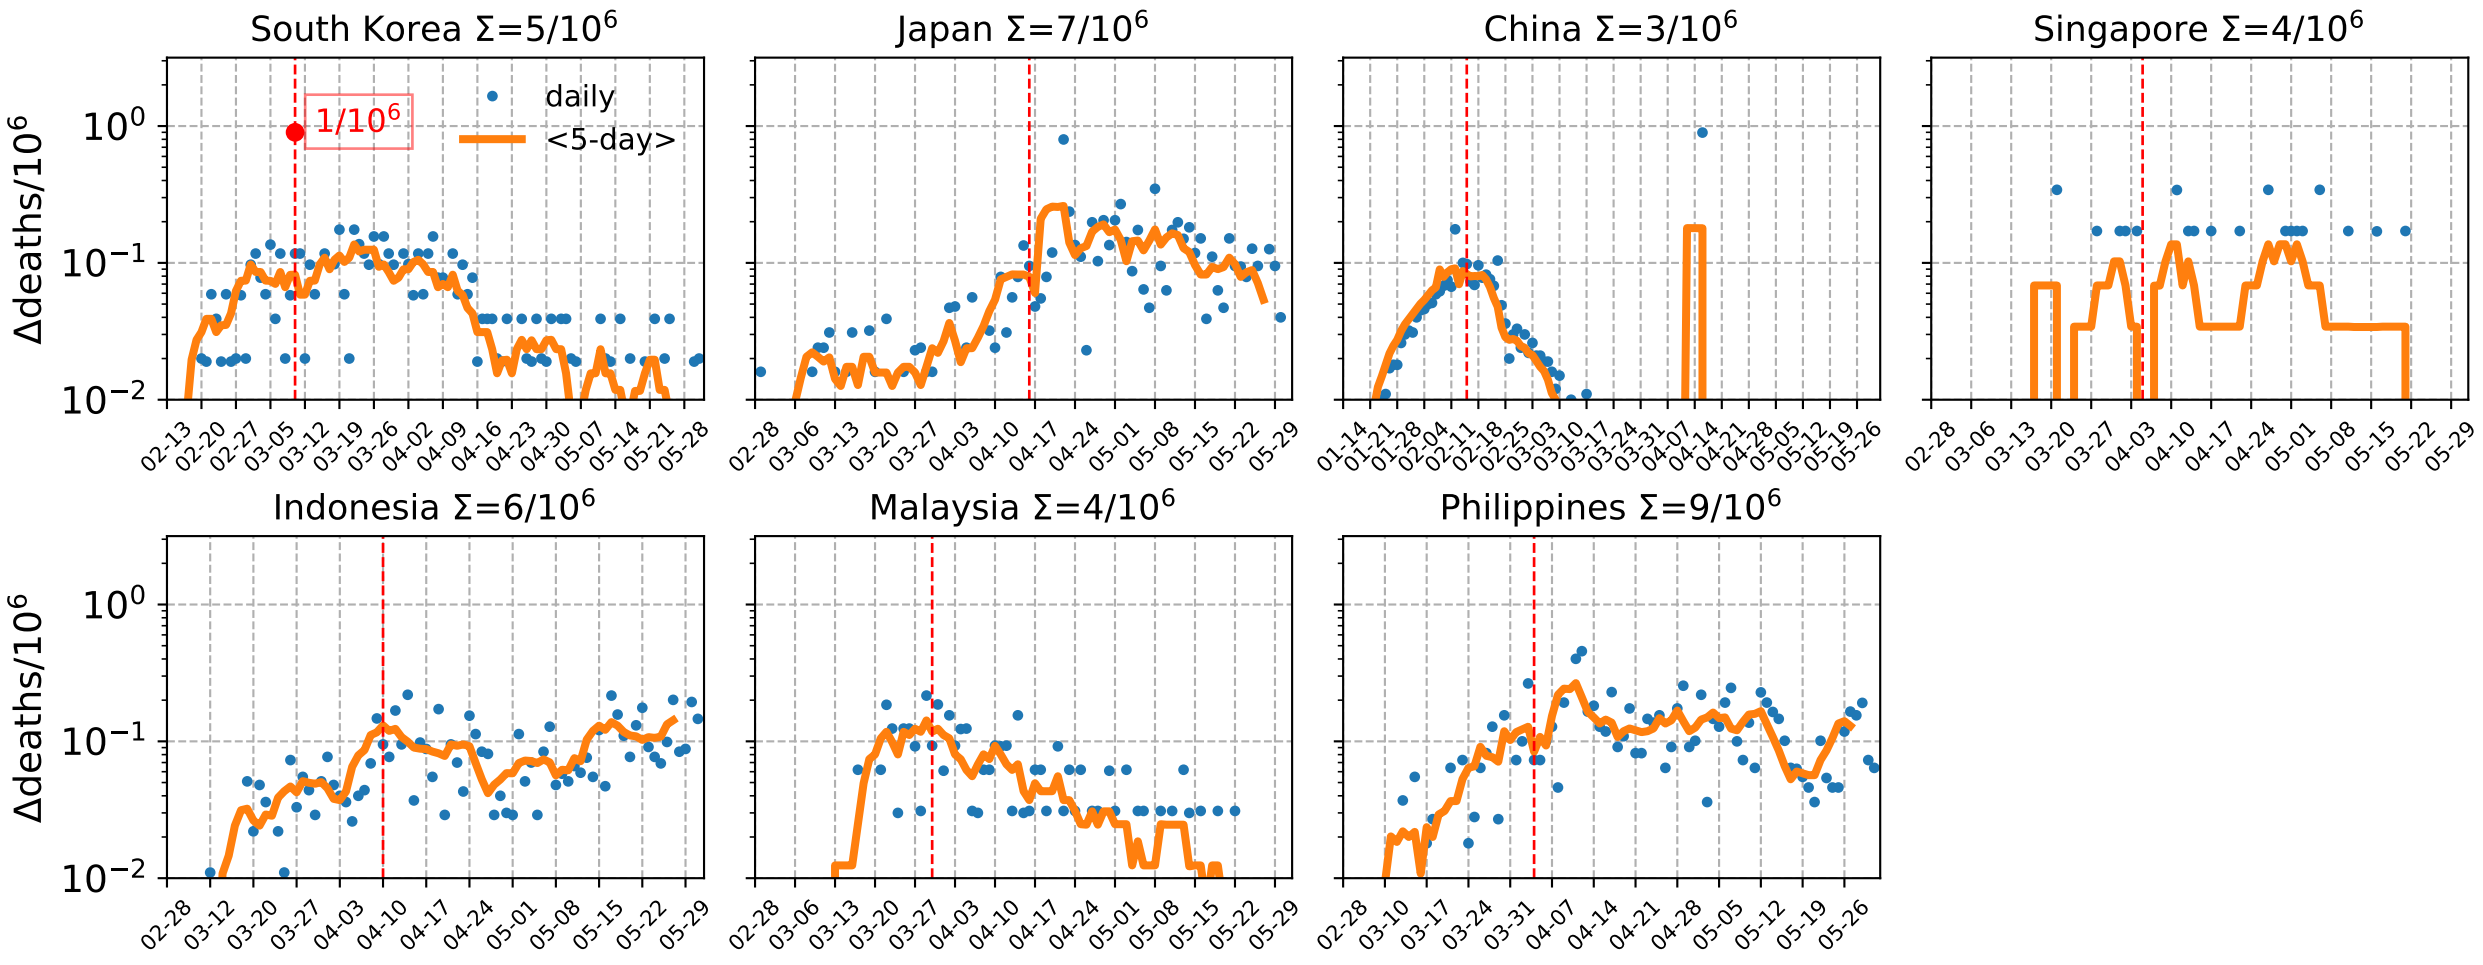 South Korea Σ=5/10⁶
Japan Σ=7/10⁶
China Σ=3/10⁶
Singapore Σ=4/10⁶
Δdeaths/10⁶
10⁰
10⁻¹
10⁻²
1/10⁶
daily
<5-day>
02-13 02-20 02-27 03-05 03-12 03-19 03-26 04-02 04-09 04-16 04-23 04-30 05-07 05-14 05-21 05-28
02-28 03-06 03-13 03-20 03-27 04-03 04-10 04-17 04-24 05-01 05-08 05-15 05-22 05-29
01-14 01-21 01-28 02-04 02-11 02-18 02-25 03-03 03-10 03-17 03-24 03-31 04-07 04-14 04-21 04-28 05-05 05-12 05-19 05-26
02-28 03-06 03-13 03-20 03-27 04-03 04-10 04-17 04-24 05-01 05-08 05-15 05-22 05-29
Indonesia Σ=6/10⁶
Malaysia Σ=4/10⁶
Philippines Σ=9/10⁶
Δdeaths/10⁶
10⁰
10⁻¹
10⁻²
02-28 03-12 03-20 03-27 04-03 04-10 04-17 04-24 05-01 05-08 05-15 05-22 05-29
02-28 03-06 03-13 03-20 03-27 04-03 04-10 04-17 04-24 05-01 05-08 05-15 05-22 05-29
02-28 03-10 03-17 03-24 03-31 04-07 04-14 04-21 04-28 05-05 05-12 05-19 05-26